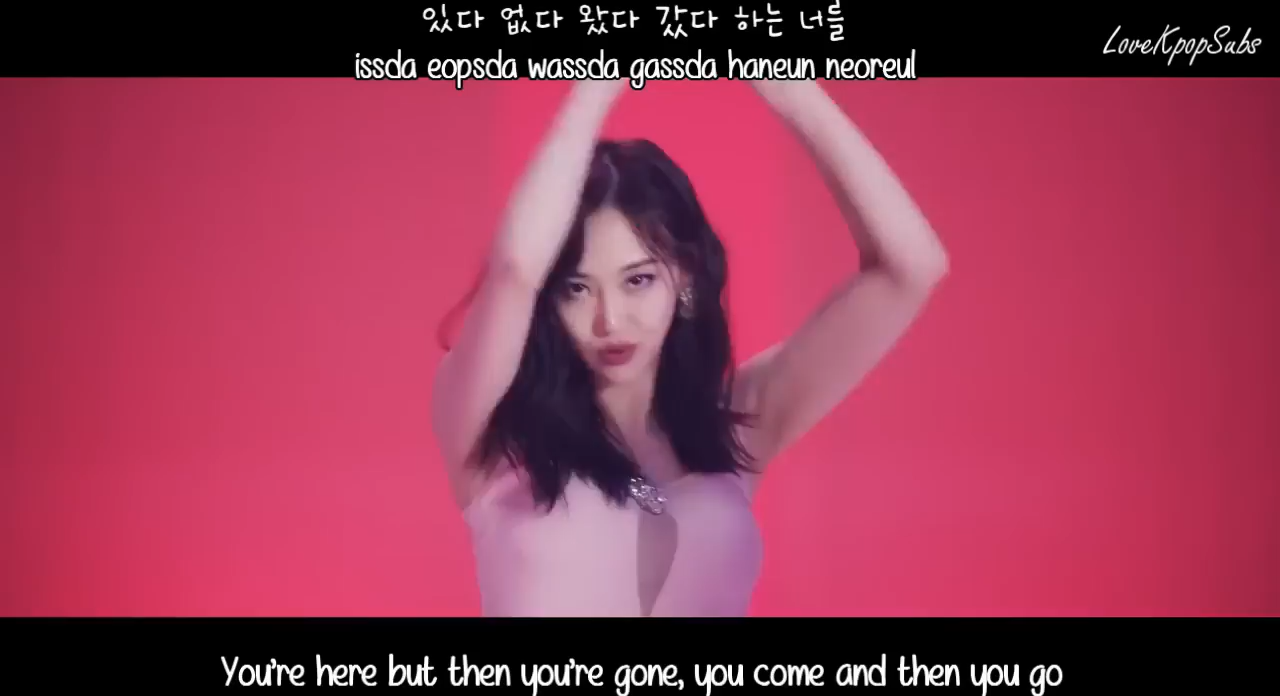 있다 없다 왔다 갔다 하는 너를
LoveKpopSubs
issda eopsda wassda gassda haneun neoreul
You're here but then you're gone, you come and then you go